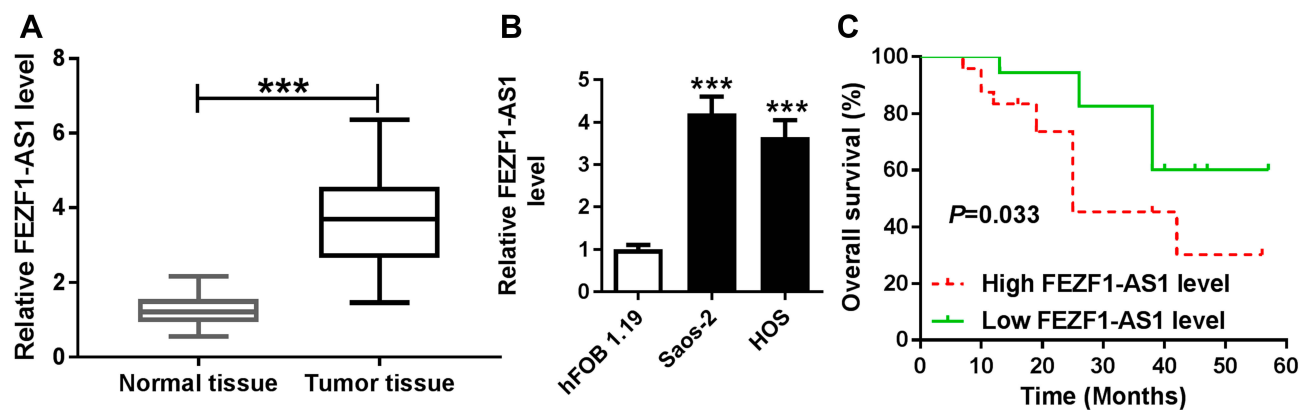 A
Relative FEZF1-AS1 level
8
6
4
2
0
***
Normal tissue
Tumor tissue
B
Relative FEZF1-AS1
level
5
4
3
2
1
0
***
***
hFOB 1.19
Saos-2
HOS
C
Overall survival (%)
100
80
60
40
20
0
P=0.033
High FEZF1-AS1 level
Low FEZF1-AS1 level
0 10 20 30 40 50 60
Time (Months)